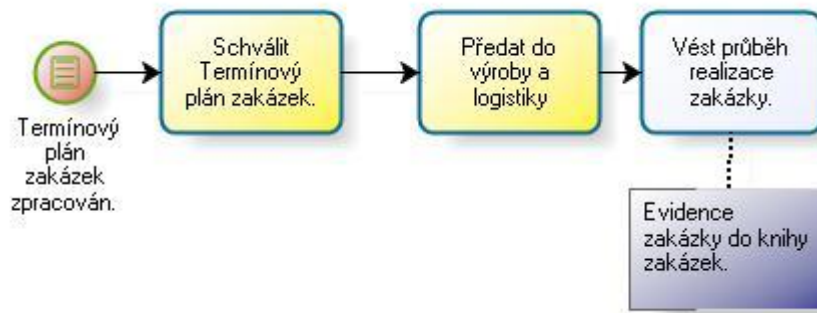 Termínový
plán
zakázek
zpracován.
Schválit
Termínový
plán zakázek.
Předat do
výroby a
logistiky
Vést průběh
realizace
zakázky.
Evidence
zakázky do knihy
zakázek.